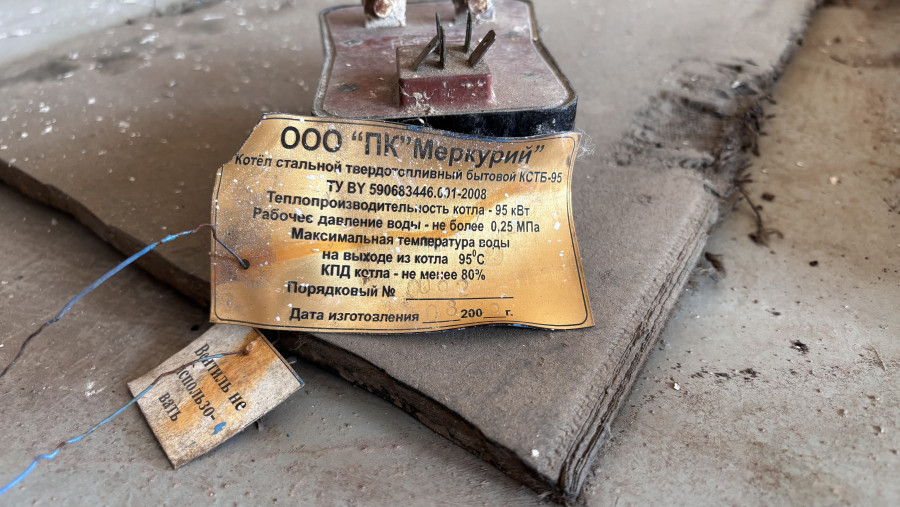 ООО “ПК”Меркурий”
Котёл стальной твердотопливный бытовой КСТБ-95
ТУ BY 590683446.001-2008
Теплопроизводительность котла - 95 кВт
Рабочее давление воды - не более 0,25 МПа
Максимальная температура воды
на выходе из котла 95⁰С
КПД котла - не менее 80%
Порядковый №
Дата изготовления 200 г.
Вентиль не
использо-
вать